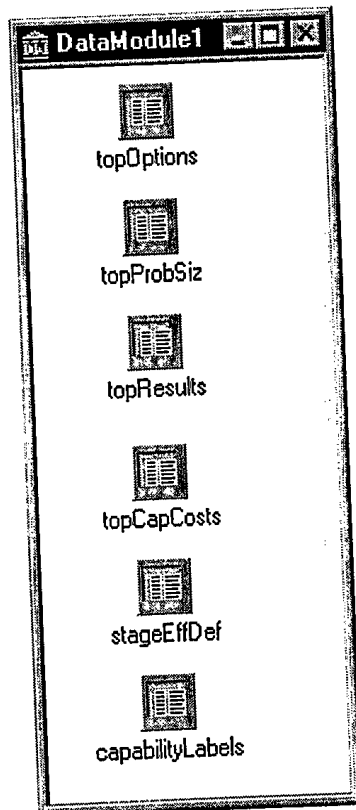 DataModule1
topOptions
topProbSiz
topResults
topCapCosts
stageEffDef
capabilityLabels